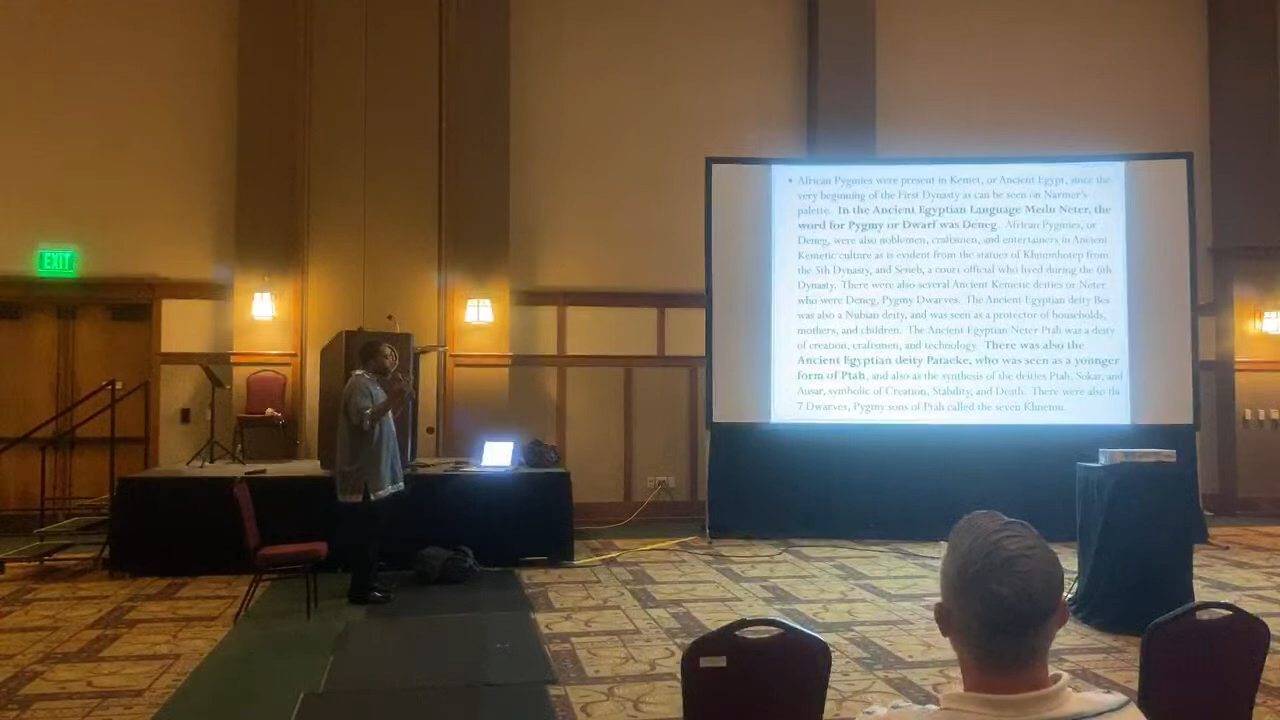 EXIT
• African Pygmies were present in Kemet, or Ancient Egypt, since the
very beginning of the First Dynasty as can be seen on Narmer's
palette. In the Ancient Egyptian Language Medu Neter, the
word for Pygmy or Dwarf was Deneg. African Pygmies, or
Deneg, were also noblemen, craftsmen, and entertainers in Ancient
Kemetic culture as is evident from the statues of Khnumhotep from
the 5th Dynasty, and Seneb, a court official who lived during the 6th
Dynasty. There were also several Ancient Kemetic deities or Neter
who were Deneg, Pygmy Dwarves. The Ancient Egyptian deity Bes
was also a Nubian deity, and was seen as a protector of households,
mothers, and children. The Ancient Egyptian Neter Ptah was a deity
of creation, craftsmen, and technology. There was also the
Ancient Egyptian deity Pataeke, who was seen as a younger
form of Ptah, and also as the synthesis of the deities Ptah, Sokar, and
Ausar, symbolic of Creation, Stability, and Death. There were also the
7 Dwarves, Pygmy sons of Ptah called the seven Khnemu.